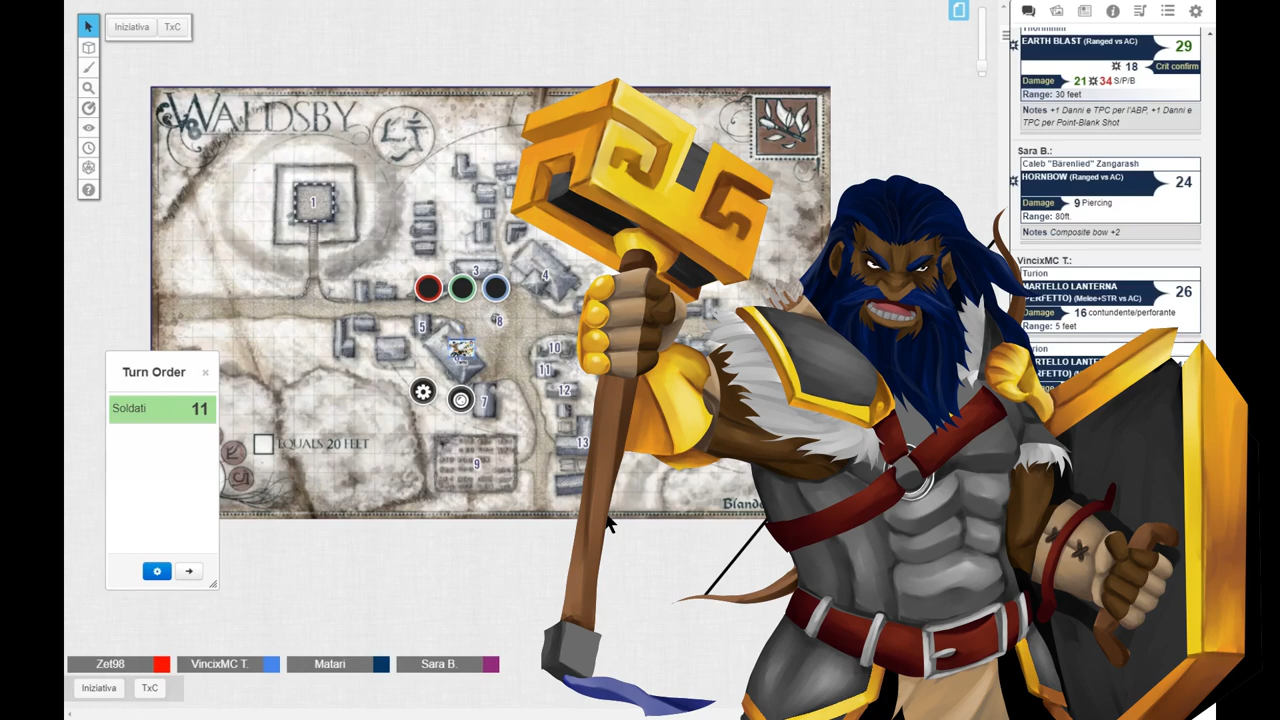 Iniziativa TxC
WALDSBY
1
3
4
5
8
10
11
12
7
13
9
EQUALS 20 FEET
Turn Order ×
Soldati 11
Zet98 VincixMC T. Matari Sara B.
Iniziativa TxC
EARTH BLAST (Ranged vs AC) 29
18 Crit confirm
Damage 21 34 S/P/B
Range: 30 feet
Notes +1 Danni e TPC per l'ABP, +1 Danni e
TPC per Point-Blank Shot
Sara B.:
Caleb "Bärenlied" Zangarash
HORNBOW (Ranged vs AC) 24
Damage 9 Piercing
Range: 80ft.
Notes Composite bow +2
VincixMC T.:
Turion
MARTELLO LANTERNA
PERFETTO) (Melee+STR vs AC) 26
Damage 16 contundente/perforante
Range: 5 feet